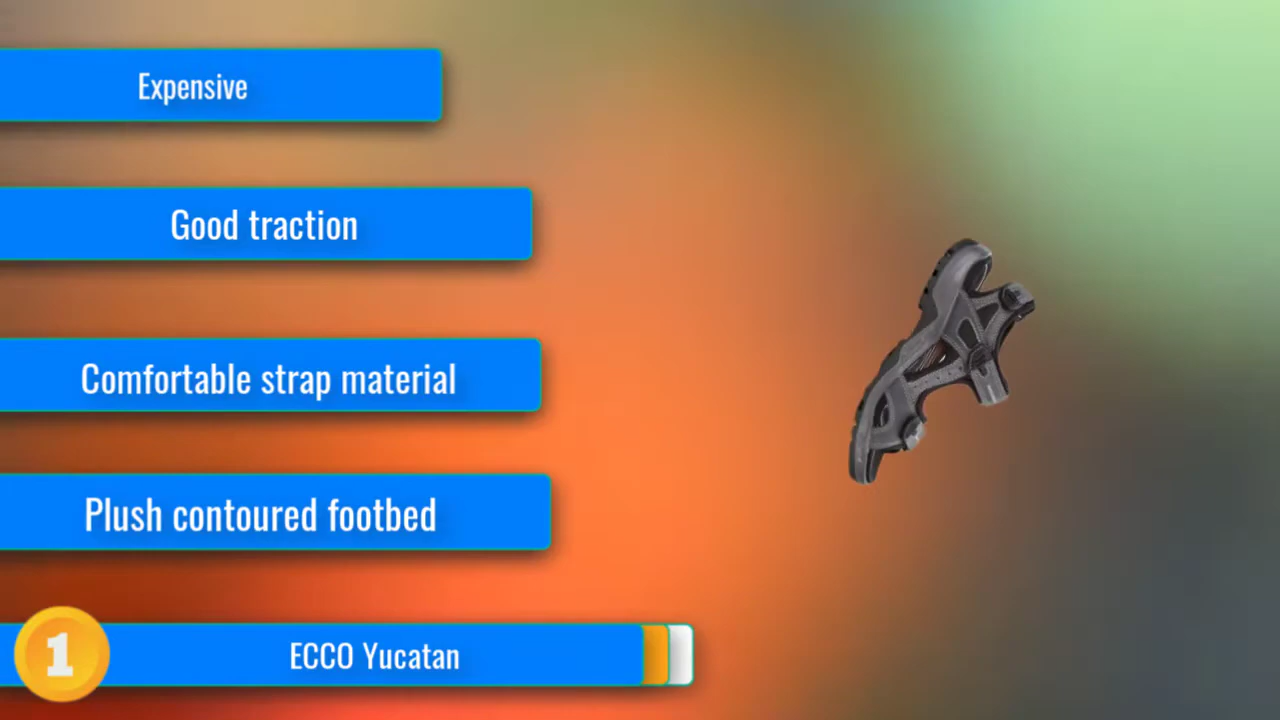 Expensive
Good traction
Comfortable strap material
Plush contoured footbed
1
ECCO Yucatan